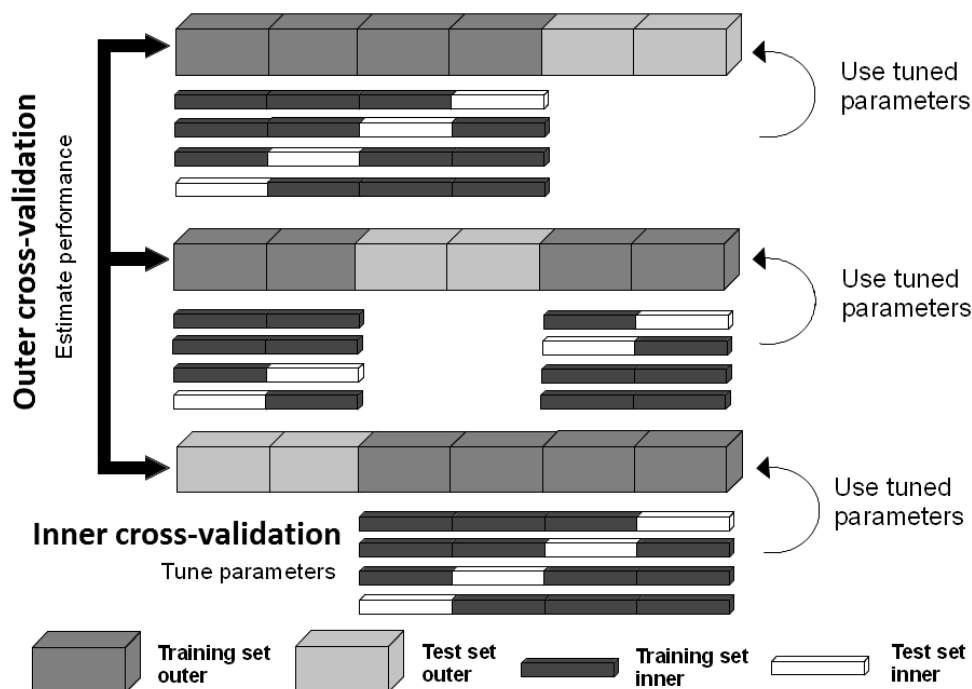 Outer cross-validation
Estimate performance
Use tuned
parameters
Use tuned
parameters
Use tuned
parameters
Inner cross-validation
Tune parameters
Training set
outer
Test set
outer
Training set
inner
Test set
inner